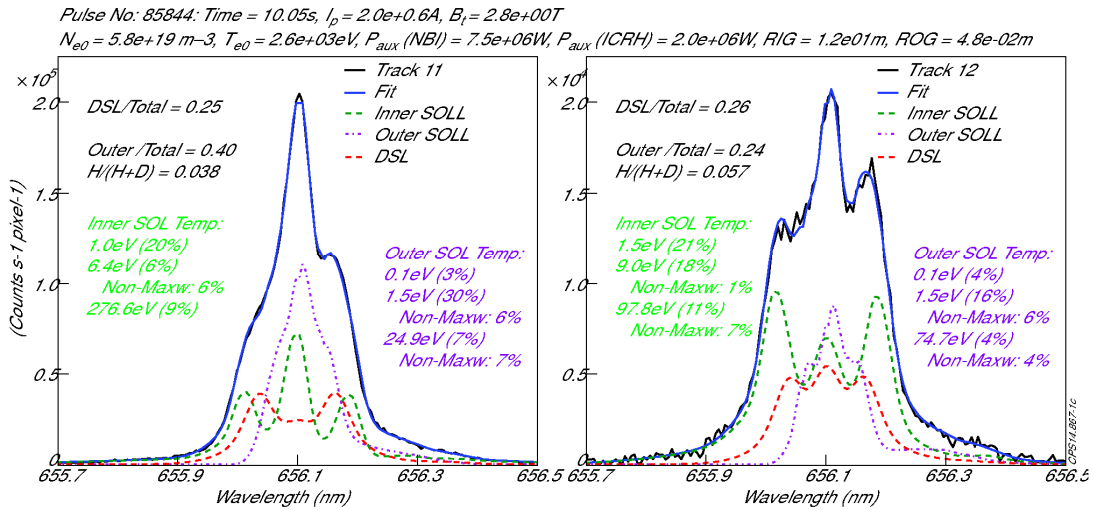 Pulse No: 85844: Time = 10.05s, Ip = 2.0e+0.6A, Bt = 2.8e+00T
Ne0 = 5.8e+19 m–3, Te0 = 2.6e+03eV, Paux (NBI) = 7.5e+06W, Paux (ICRH) = 2.0e+06W, RIG = 1.2e01m, ROG = 4.8e-02m
×10^5
2.0
1.5
1.0
0.5
0
(Counts s-1 pixel-1)
DSL/Total = 0.25
Outer /Total = 0.40
H/(H+D) = 0.038
Track 11
Fit
Inner SOLL
Outer SOLL
DSL
Inner SOL Temp:
1.0eV (20%)
6.4eV (6%)
Non-Maxw: 6%
276.6eV (9%)
Outer SOL Temp:
0.1eV (3%)
1.5eV (30%)
Non-Maxw: 6%
24.9eV (7%)
Non-Maxw: 7%
655.7 655.9 656.1 656.3 656.5
Wavelength (nm)
×10^4
2.0
1.5
1.0
0.5
0
DSL/Total = 0.26
Outer /Total = 0.24
H/(H+D) = 0.057
Track 12
Fit
Inner SOLL
Outer SOLL
DSL
Inner SOL Temp:
1.5eV (21%)
9.0eV (18%)
Non-Maxw: 1%
97.8eV (11%)
Non-Maxw: 7%
Outer SOL Temp:
0.1eV (4%)
1.5eV (16%)
Non-Maxw: 6%
74.7eV (4%)
Non-Maxw: 4%
655.7 655.9 656.1 656.3 656.5
Wavelength (nm)
CPS14.867-1c